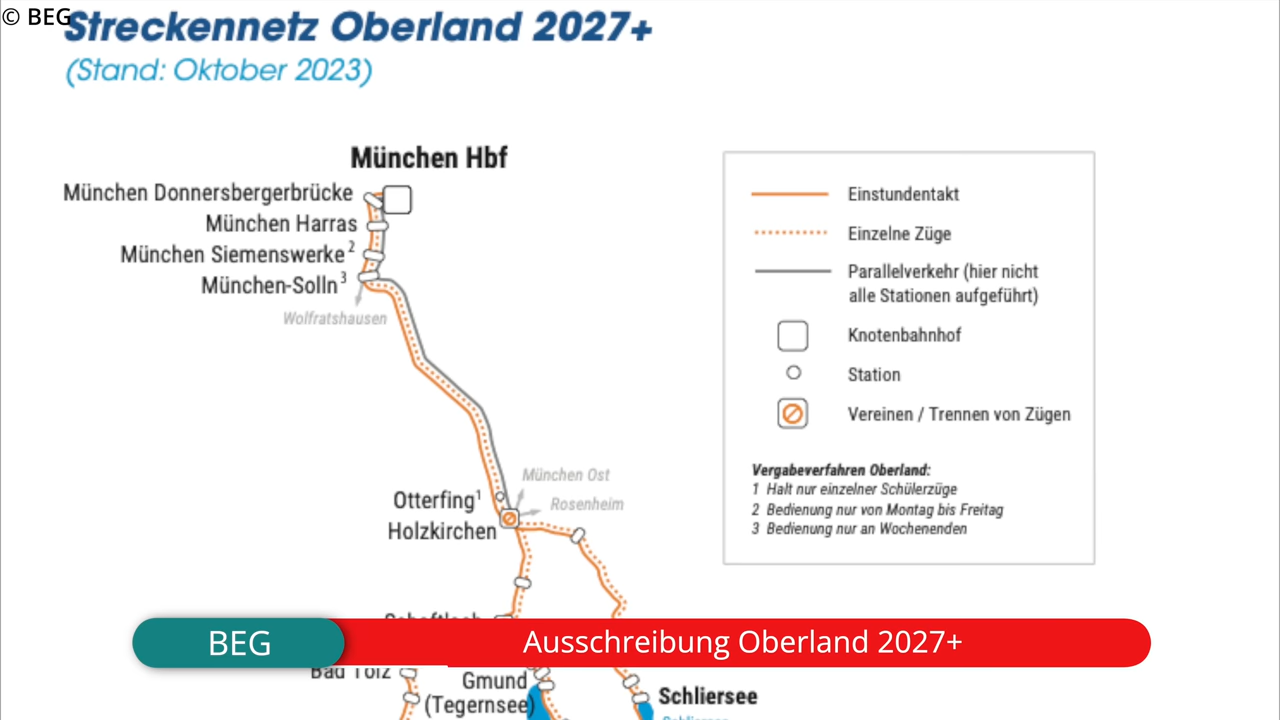 © BEG
Streckennetz Oberland 2027+
(Stand: Oktober 2023)
München Hbf
München Donnersbergerbrücke
München Harras
München Siemenswerke 2
München-Solln 3
Wolfratshausen
Einstundentakt
Einzelne Züge
Parallelverkehr (hier nicht
alle Stationen aufgeführt)
Knotenbahnhof
Station
Vereinen / Trennen von Zügen
Vergabeverfahren Oberland:
1 Halt nur einzelner Schülerzüge
2 Bedienung nur von Montag bis Freitag
3 Bedienung nur an Wochenenden
München Ost
Rosenheim
Otterfing 1
Holzkirchen
Schaftlach
BEG
Ausschreibung Oberland 2027+
Bad Tölz
Gmund
(Tegernsee)
Schliersee
Schliersee